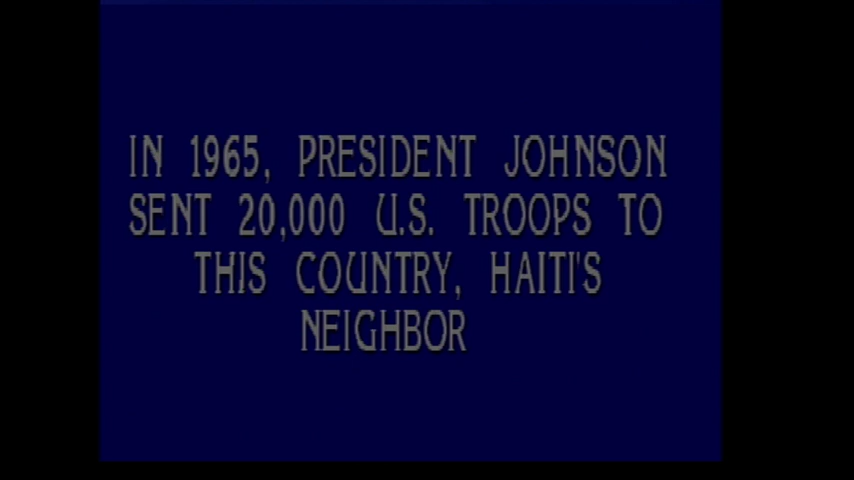 IN 1965, PRESIDENT JOHNSON
SENT 20,000 U.S. TROOPS TO
THIS COUNTRY, HAITI'S
NEIGHBOR